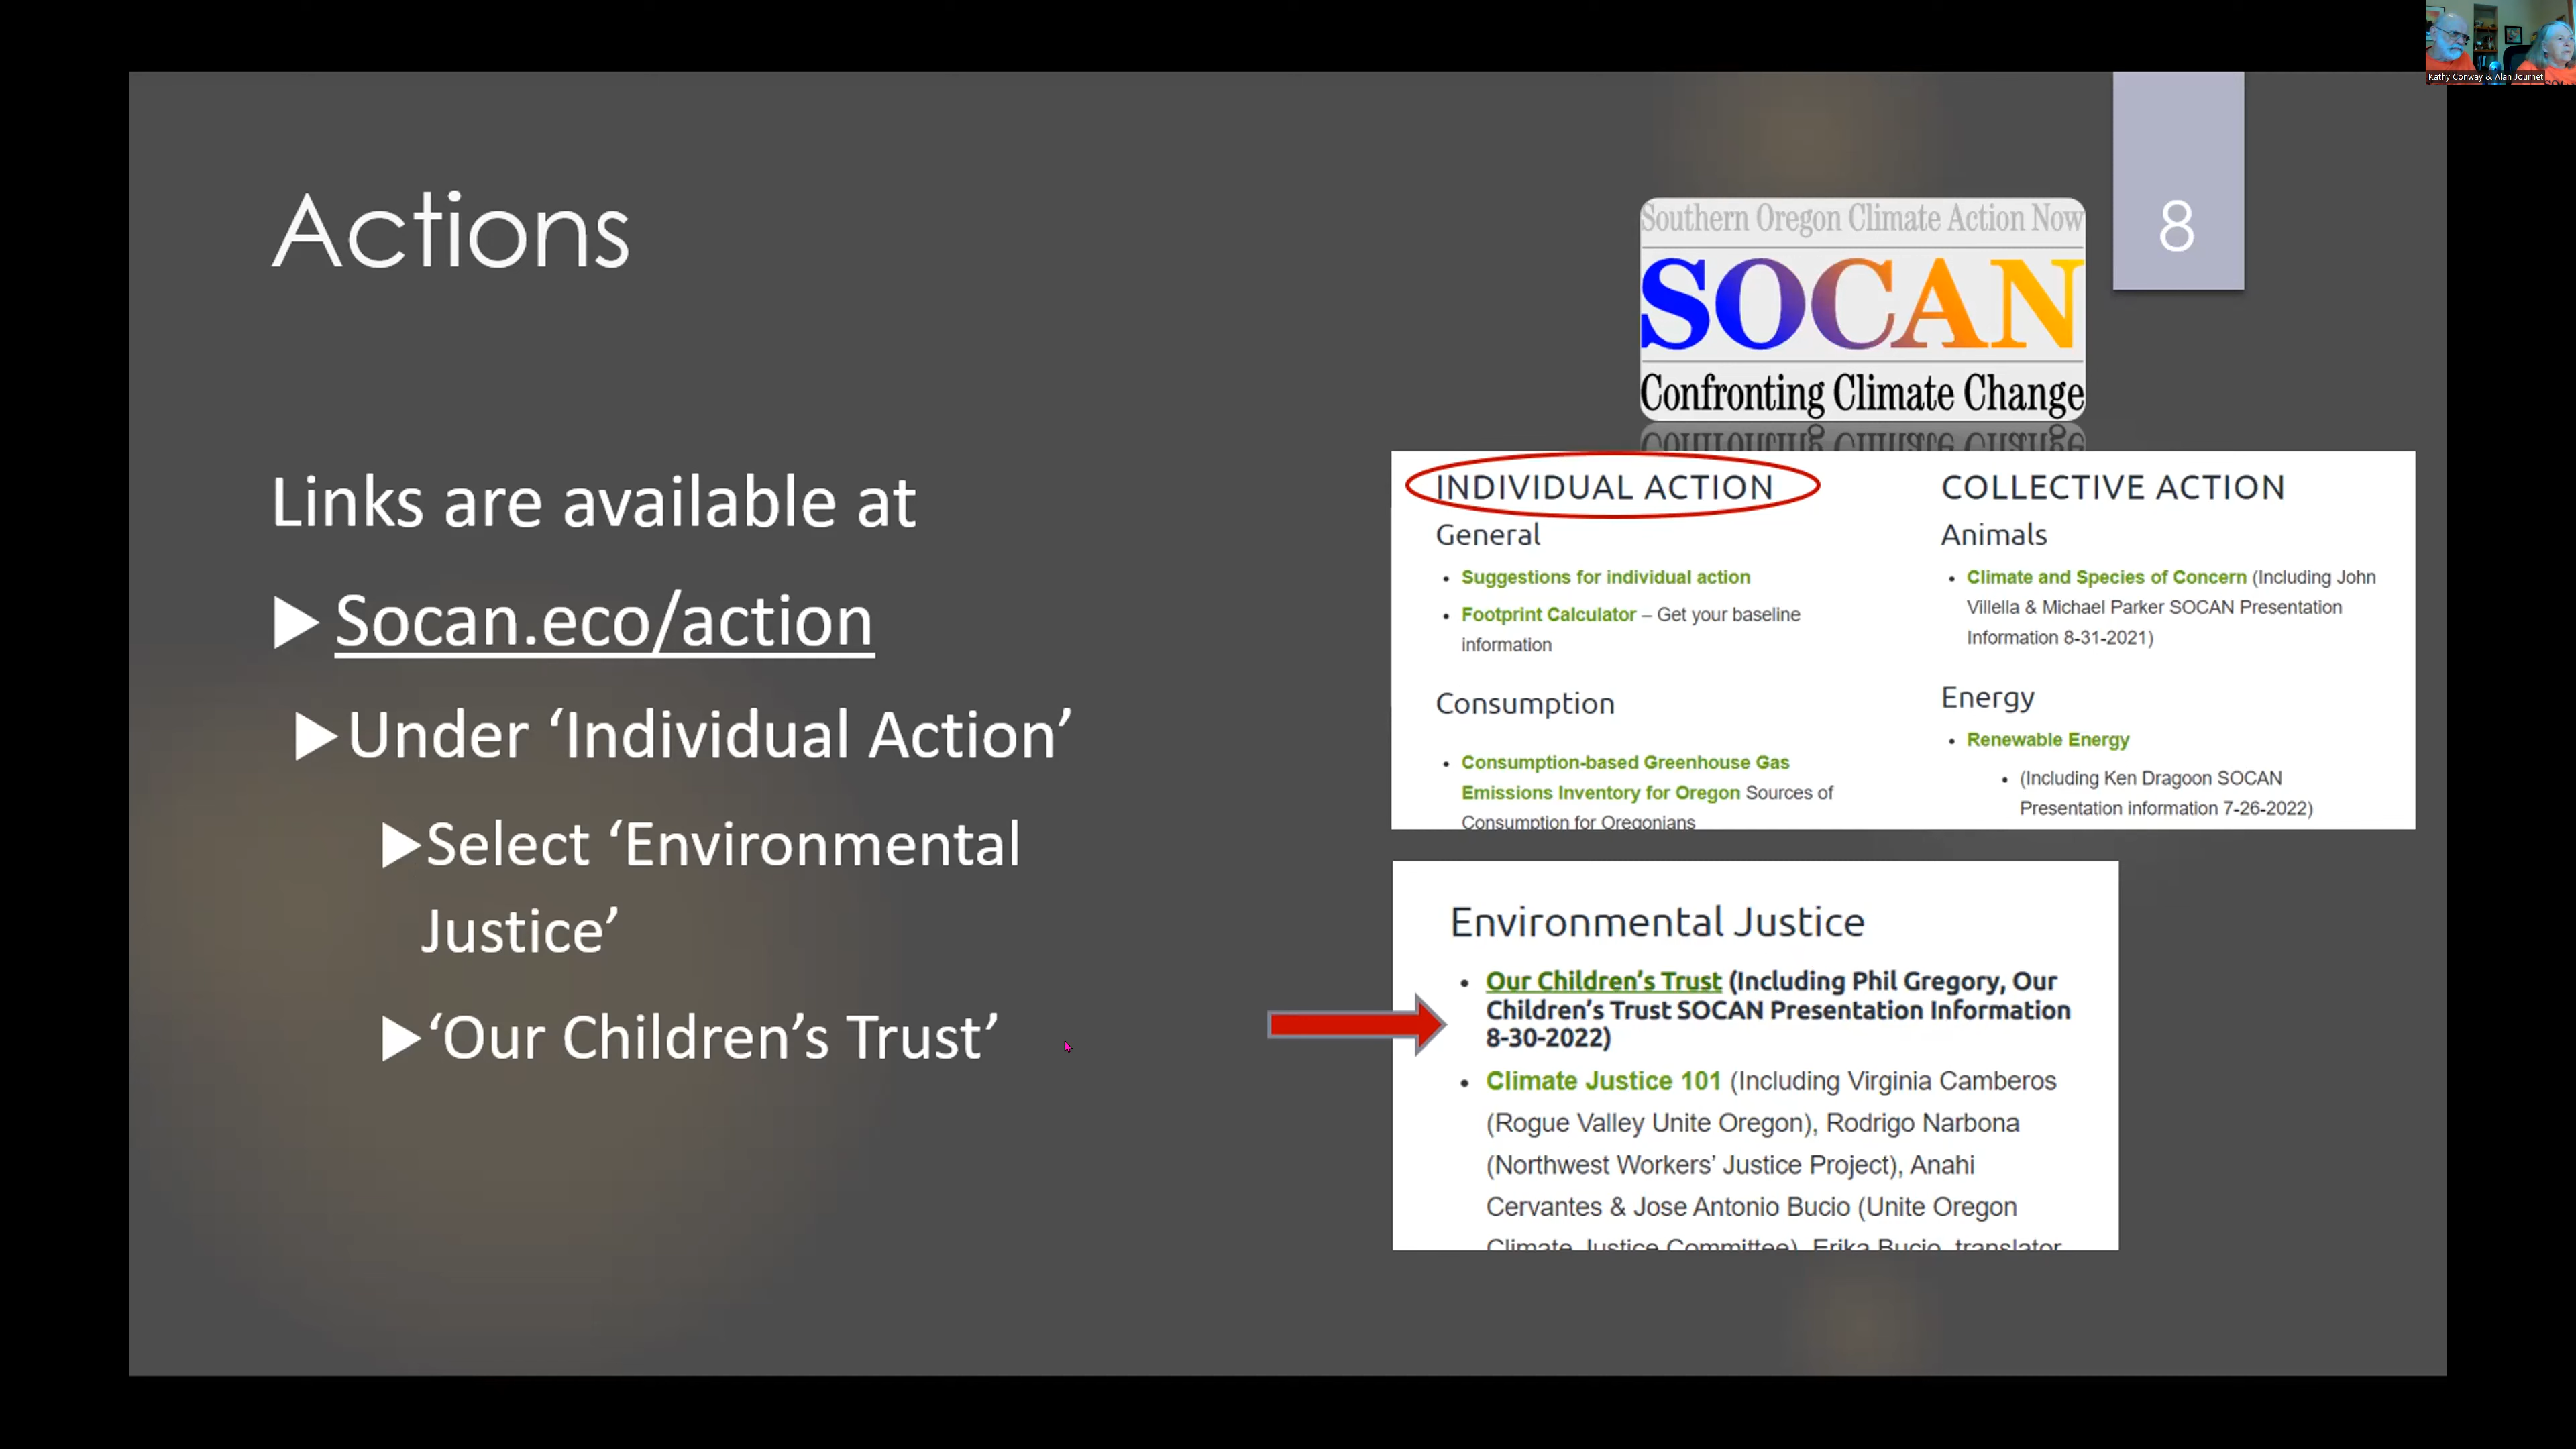 Kathy Conway & Alan Journet
8
Actions
Southern Oregon Climate Action Now
SOCAN
Confronting Climate Change
Links are available at
Socan.eco/action
Under ‘Individual Action’
Select ‘Environmental
Justice’
‘Our Children’s Trust’
INDIVIDUAL ACTION
General
Suggestions for individual action
Footprint Calculator – Get your baseline
information
Consumption
Consumption-based Greenhouse Gas
Emissions Inventory for Oregon Sources of
Consumption for Oregonians
COLLECTIVE ACTION
Animals
Climate and Species of Concern (Including John
Villella & Michael Parker SOCAN Presentation
Information 8-31-2021)
Energy
Renewable Energy
(Including Ken Dragoon SOCAN
Presentation information 7-26-2022)
Environmental Justice
Our Children’s Trust (Including Phil Gregory, Our
Children’s Trust SOCAN Presentation Information
8-30-2022)
Climate Justice 101 (Including Virginia Camberos
(Rogue Valley Unite Oregon), Rodrigo Narbona
(Northwest Workers’ Justice Project), Anahi
Cervantes & Jose Antonio Bucio (Unite Oregon
Climate Justice Committee), Erika Bucio, translator